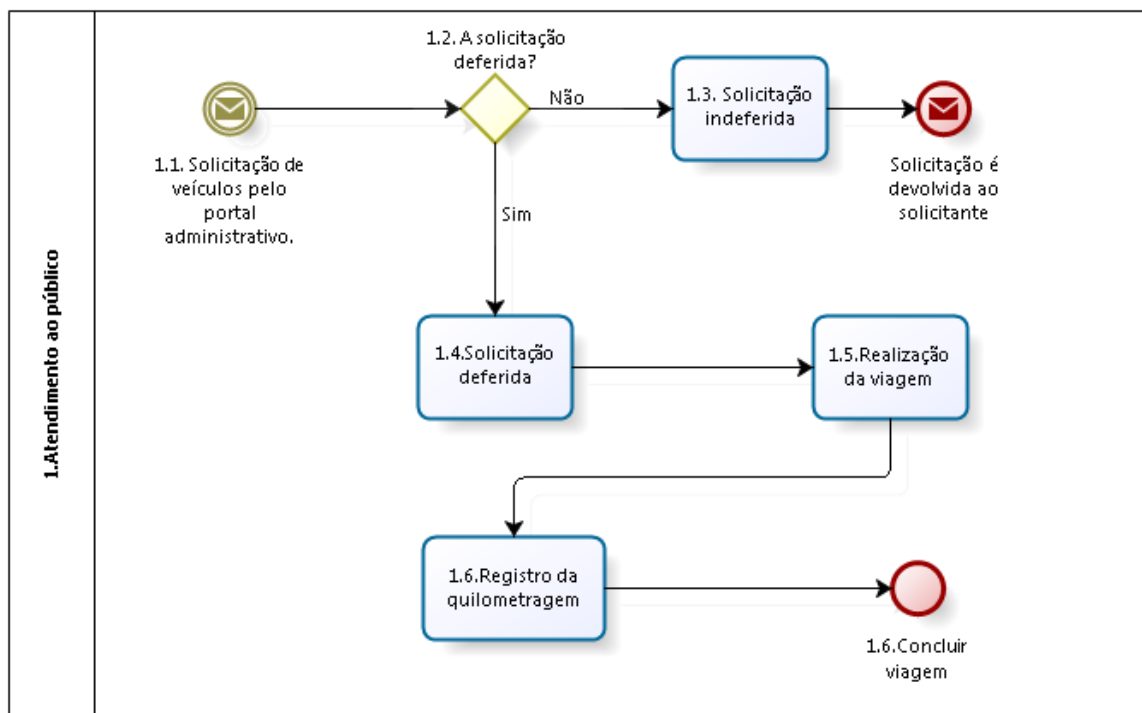 1.Atendimento ao público
1.2. A solicitação
deferida?
Não
1.3. Solicitação
indeferida
1.1. Solicitação de
veículos pelo
portal
administrativo.
Solicitação é
devolvida ao
solicitante
Sim
1.4.Solicitação
deferida
1.5.Realização
da viagem
1.6.Registro da
quilometragem
1.6.Concluir
viagem